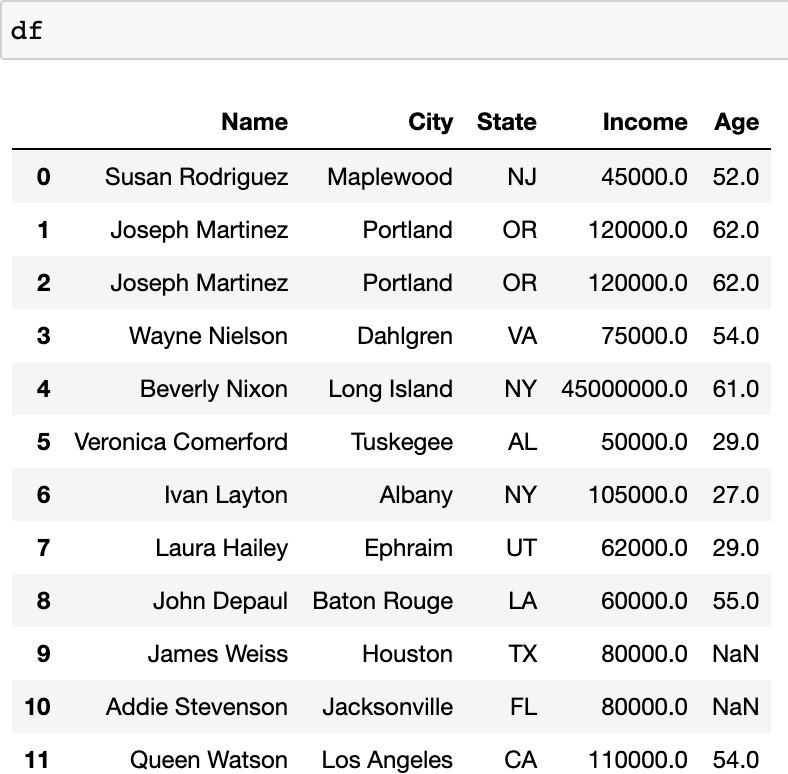 df
Name City State Income Age
0 Susan Rodriguez Maplewood NJ 45000.0 52.0
1 Joseph Martinez Portland OR 120000.0 62.0
2 Joseph Martinez Portland OR 120000.0 62.0
3 Wayne Nielson Dahlgren VA 75000.0 54.0
4 Beverly Nixon Long Island NY 45000000.0 61.0
5 Veronica Comerford Tuskegee AL 50000.0 29.0
6 Ivan Layton Albany NY 105000.0 27.0
7 Laura Hailey Ephraim UT 62000.0 29.0
8 John Depaul Baton Rouge LA 60000.0 55.0
9 James Weiss Houston TX 80000.0 NaN
10 Addie Stevenson Jacksonville FL 80000.0 NaN
11 Queen Watson Los Angeles CA 110000.0 54.0